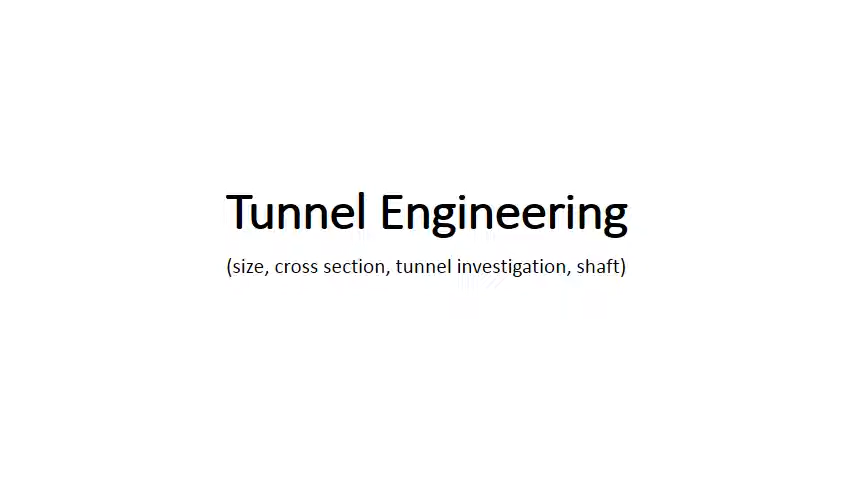 Tunnel Engineering
(size, cross section, tunnel investigation, shaft)